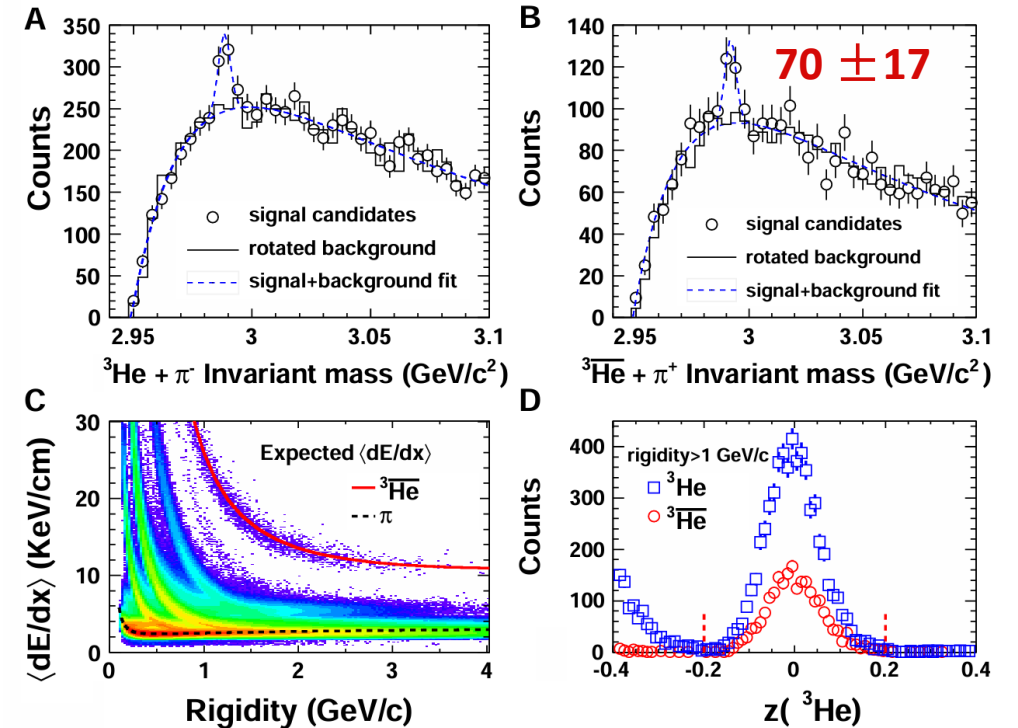 A
350
300
250
200
150
100
50
0
Counts
signal candidates
rotated background
signal+background fit
2.95 3 3.05 3.1
³He + π⁻ Invariant mass (GeV/c²)
B
70 ±17
140
120
100
80
60
40
20
0
Counts
signal candidates
rotated background
signal+background fit
2.95 3 3.05 3.1
³H̅e̅ + π⁺ Invariant mass (GeV/c²)
C
30
20
10
0
⟨dE/dx⟩ (KeV/cm)
Expected ⟨dE/dx⟩
³H̅e̅
π
0 1 2 3 4
Rigidity (GeV/c)
D
400
300
200
100
0
Counts
rigidity>1 GeV/c
³He
³H̅e̅
-0.4 -0.2 0 0.2 0.4
z( ³He)